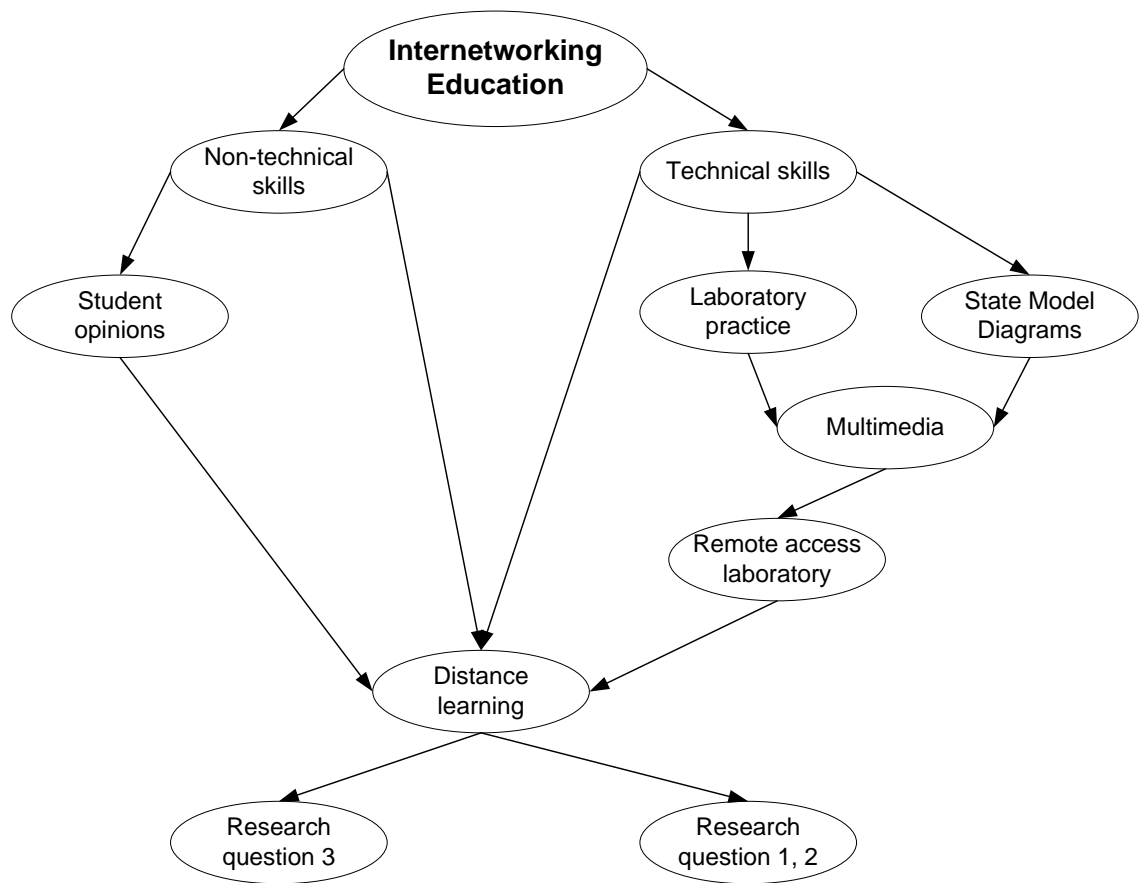 Internetworking
Education
Non-technical
skills
Technical skills
Student
opinions
Laboratory
practice
State Model
Diagrams
Multimedia
Remote access
laboratory
Distance
learning
Research
question 3
Research
question 1, 2